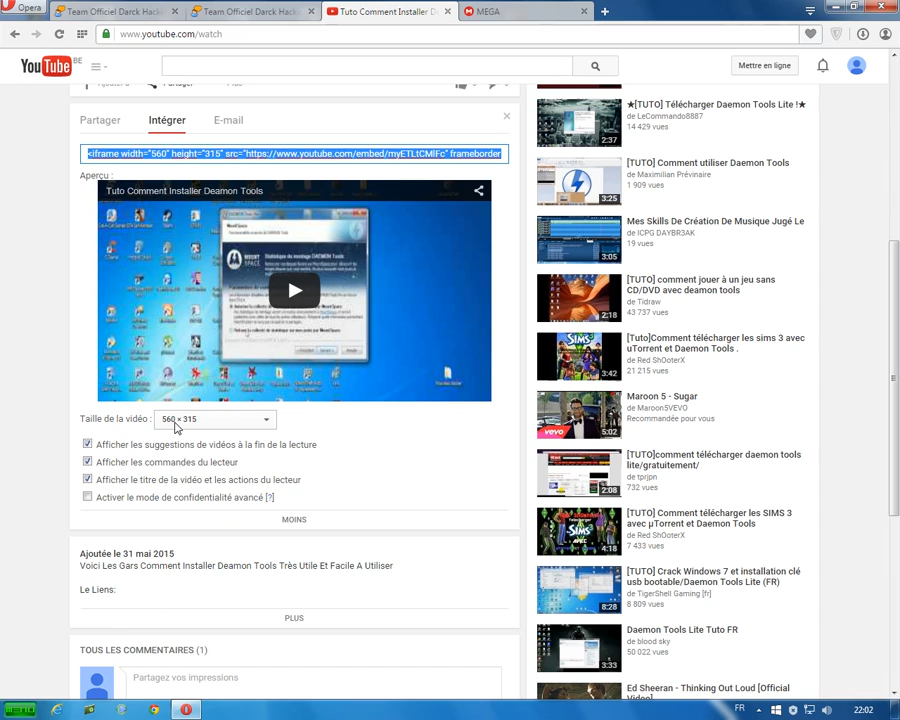 Opera
Team Officiel Darck Hacke
Team Officiel Darck Hacke
Tuto Comment Installer D
MEGA
www.youtube.com/watch
YouTube BE
Mettre en ligne
Partager
Intégrer
E-mail
<iframe width="560" height="315" src="https://www.youtube.com/embed/myETLtCMlFc" frameborder
Aperçu :
Tuto Comment Installer Deamon Tools
MOUNT SPACE
Taille de la vidéo :
560 × 315
Afficher les suggestions de vidéos à la fin de la lecture
Afficher les commandes du lecteur
Afficher le titre de la vidéo et les actions du lecteur
Activer le mode de confidentialité avancé [?]
MOINS
Ajoutée le 31 mai 2015
Voici Les Gars Comment Installer Deamon Tools Très Utile Et Facile A Utiliser
Le Liens:
PLUS
TOUS LES COMMENTAIRES (1)
Partagez vos impressions
★[TUTO] Télécharger Daemon Tools Lite !★
de LeCommando8887
14 429 vues
2:37
[TUTO] Comment utiliser Daemon Tools
de Maximilian Prévinaire
1 909 vues
3:25
Mes Skills De Création De Musique Jugé Le
de ICPG DAYBR3AK
19 vues
3:05
[TUTO] comment jouer à un jeu sans
CD/DVD avec deamon tools
de Tidraw
43 737 vues
2:18
[Tuto]Comment télécharger les sims 3 avec
uTorrent et Daemon Tools .
de Red ShOoterX
21 215 vues
3:42
Maroon 5 - Sugar
de Maroon5VEVO
Recommandée pour vous
vevo
5:02
[TUTO]comment télécharger daemon tools
lite/gratuitement/
de tprjpn
732 vues
2:08
[TUTO] Comment télécharger les SIMS 3
avec µTorrent et Daemon Tools
de Red ShOoterX
7 433 vues
4:18
[TUTO] Crack Windows 7 et installation clé
usb bootable/Daemon Tools Lite (FR)
de TigerShell Gaming [fr]
8 809 vues
8:28
Daemon Tools Lite Tuto FR
de blood sky
50 022 vues
3:33
Ed Sheeran - Thinking Out Loud [Official
FR
22:02